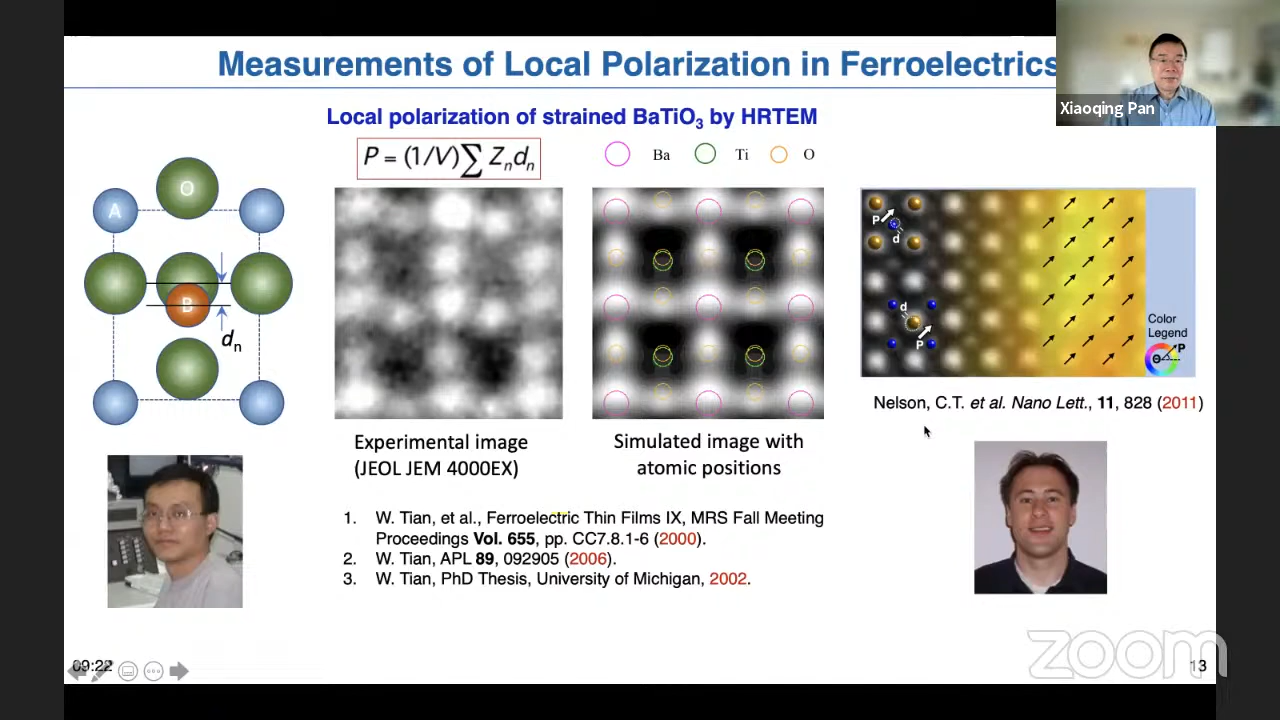 Measurements of Local Polarization in Ferroelectrics
Xiaoqing Pan
Local polarization of strained BaTiO₃ by HRTEM
P = (1/V)∑ Zₙdₙ
Ba Ti O
O
A
B
dₙ
P
d
d
P
Color
Legend
P
Θ
Nelson, C.T. et al. Nano Lett., 11, 828 (2011)
Experimental image
(JEOL JEM 4000EX)
Simulated image with
atomic positions
1. W. Tian, et al., Ferroelectric Thin Films IX, MRS Fall Meeting
Proceedings Vol. 655, pp. CC7.8.1-6 (2000).
2. W. Tian, APL 89, 092905 (2006).
3. W. Tian, PhD Thesis, University of Michigan, 2002.
09:22
zoom
13